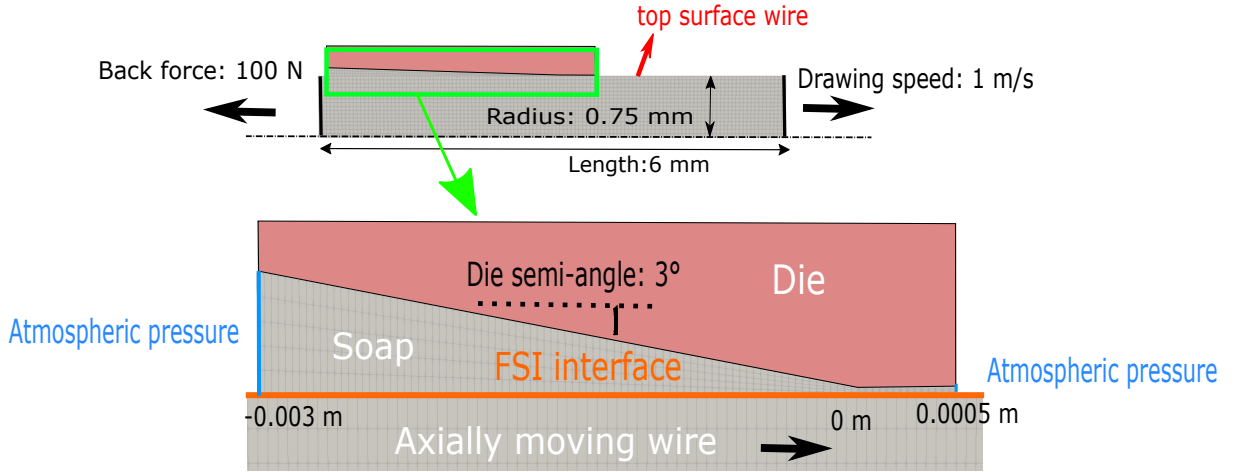 top surface wire
Back force: 100 N
Drawing speed: 1 m/s
Radius: 0.75 mm
Length:6 mm
Die semi-angle: 3º
Die
Atmospheric pressure
Soap
FSI interface
Atmospheric pressure
-0.003 m
0 m
0.0005 m
Axially moving wire